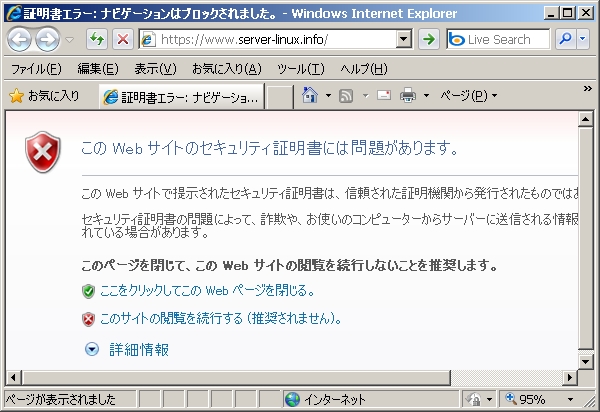 証明書エラー: ナビゲーションはブロックされました。 - Windows Internet Explorer
https://www.server-linux.info/
Live Search
ファイル(F) 編集(E) 表示(V) お気に入り(A) ツール(T) ヘルプ(H)
お気に入り 証明書エラー: ナビゲーショ... ページ(P)
この Web サイトのセキュリティ証明書には問題があります。
この Web サイトで提示されたセキュリティ証明書は、信頼された証明機関から発行されたものではあ
セキュリティ証明書の問題によって、詐欺や、お使いのコンピューターからサーバーに送信される情報
れている場合があります。
このページを閉じて、この Web サイトの閲覧を続行しないことを推奨します。
ここをクリックしてこの Web ページを閉じる。
このサイトの閲覧を続行する (推奨されません)。
詳細情報
ページが表示されました インターネット 95%